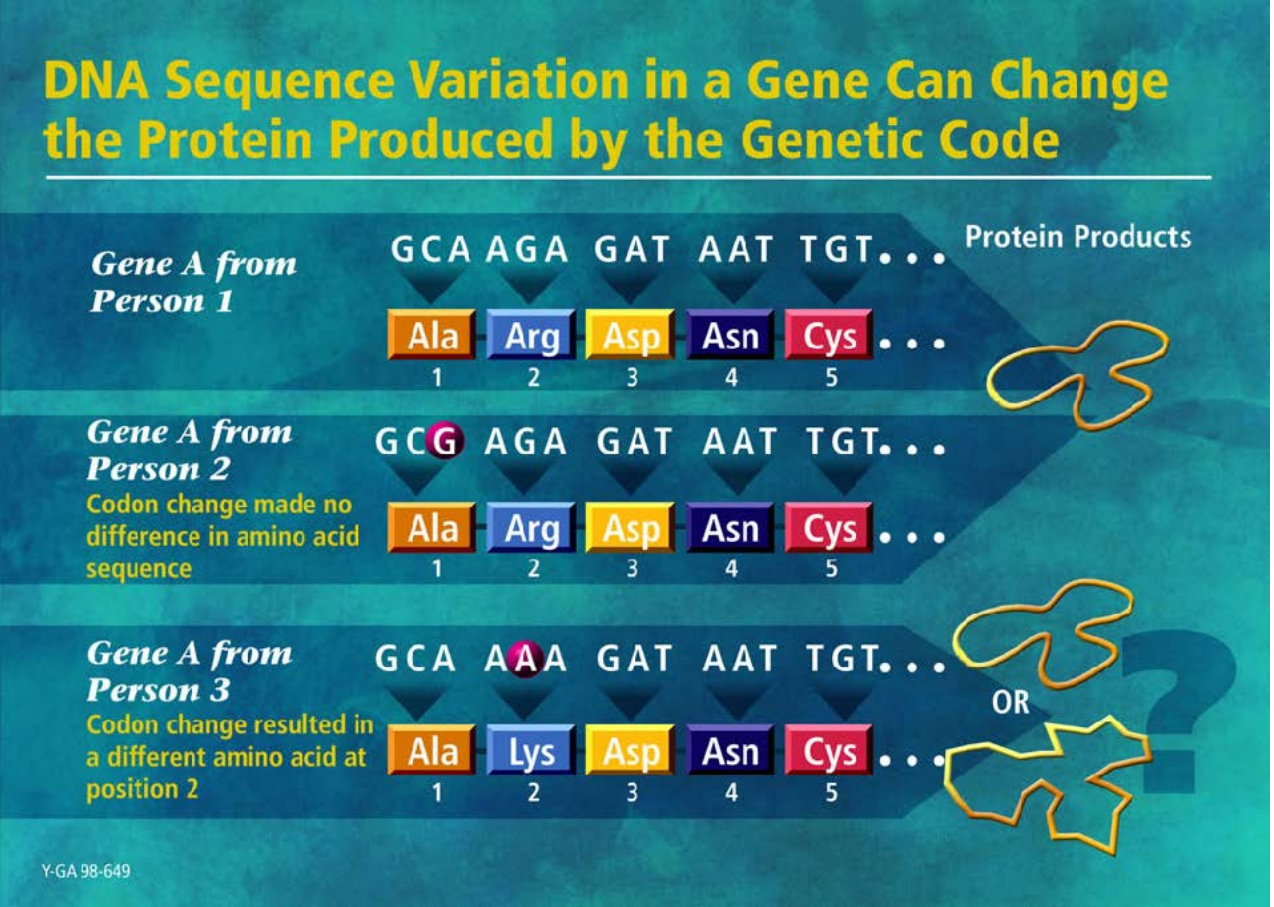 DNA Sequence Variation in a Gene Can Change
the Protein Produced by the Genetic Code
Gene A from
Person 1
GCA AGA GAT AAT TGT...
Protein Products
Ala Arg Asp Asn Cys ...
1 2 3 4 5
Gene A from
Person 2
Codon change made no
difference in amino acid
sequence
GCG AGA GAT AAT TGT...
Ala Arg Asp Asn Cys ...
1 2 3 4 5
Gene A from
Person 3
Codon change resulted in
a different amino acid at
position 2
GCA AAA GAT AAT TGT...
Ala Lys Asp Asn Cys ...
1 2 3 4 5
OR
?
Y-GA 98-649